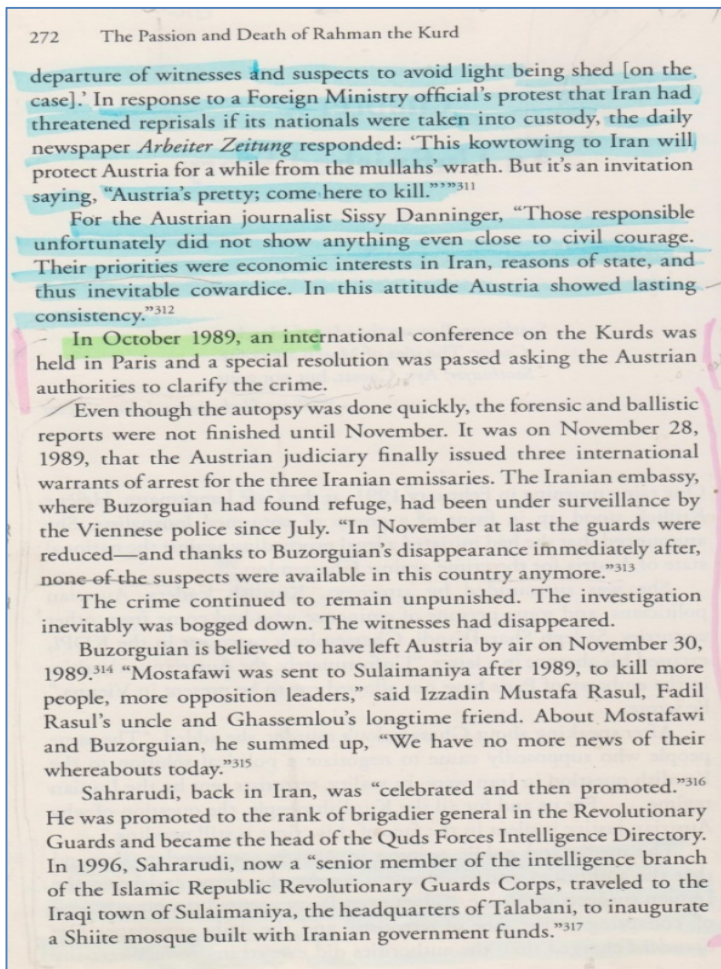 272 The Passion and Death of Rahman the Kurd
departure of witnesses and suspects to avoid light being shed [on the
case].’ In response to a Foreign Ministry official’s protest that Iran had
threatened reprisals if its nationals were taken into custody, the daily
newspaper Arbeiter Zeitung responded: ‘This kowtowing to Iran will
protect Austria for a while from the mullahs’ wrath. But it’s an invitation
saying, “Austria’s pretty; come here to kill.”’”311
For the Austrian journalist Sissy Danninger, “Those responsible
unfortunately did not show anything even close to civil courage.
Their priorities were economic interests in Iran, reasons of state, and
thus inevitable cowardice. In this attitude Austria showed lasting
consistency.”312
In October 1989, an international conference on the Kurds was
held in Paris and a special resolution was passed asking the Austrian
authorities to clarify the crime.
Even though the autopsy was done quickly, the forensic and ballistic
reports were not finished until November. It was on November 28,
1989, that the Austrian judiciary finally issued three international
warrants of arrest for the three Iranian emissaries. The Iranian embassy,
where Buzorguian had found refuge, had been under surveillance by
the Viennese police since July. “In November at last the guards were
reduced—and thanks to Buzorguian’s disappearance immediately after,
none of the suspects were available in this country anymore.”313
The crime continued to remain unpunished. The investigation
inevitably was bogged down. The witnesses had disappeared.
Buzorguian is believed to have left Austria by air on November 30,
1989.314 “Mostafawi was sent to Sulaimaniya after 1989, to kill more
people, more opposition leaders,” said Izzadin Mustafa Rasul, Fadil
Rasul’s uncle and Ghassemlou’s longtime friend. About Mostafawi
and Buzorguian, he summed up, “We have no more news of their
whereabouts today.”315
Sahrarudi, back in Iran, was “celebrated and then promoted.”316
He was promoted to the rank of brigadier general in the Revolutionary
Guards and became the head of the Quds Forces Intelligence Directory.
In 1996, Sahrarudi, now a “senior member of the intelligence branch
of the Islamic Republic Revolutionary Guards Corps, traveled to the
Iraqi town of Sulaimaniya, the headquarters of Talabani, to inaugurate
a Shiite mosque built with Iranian government funds.”317